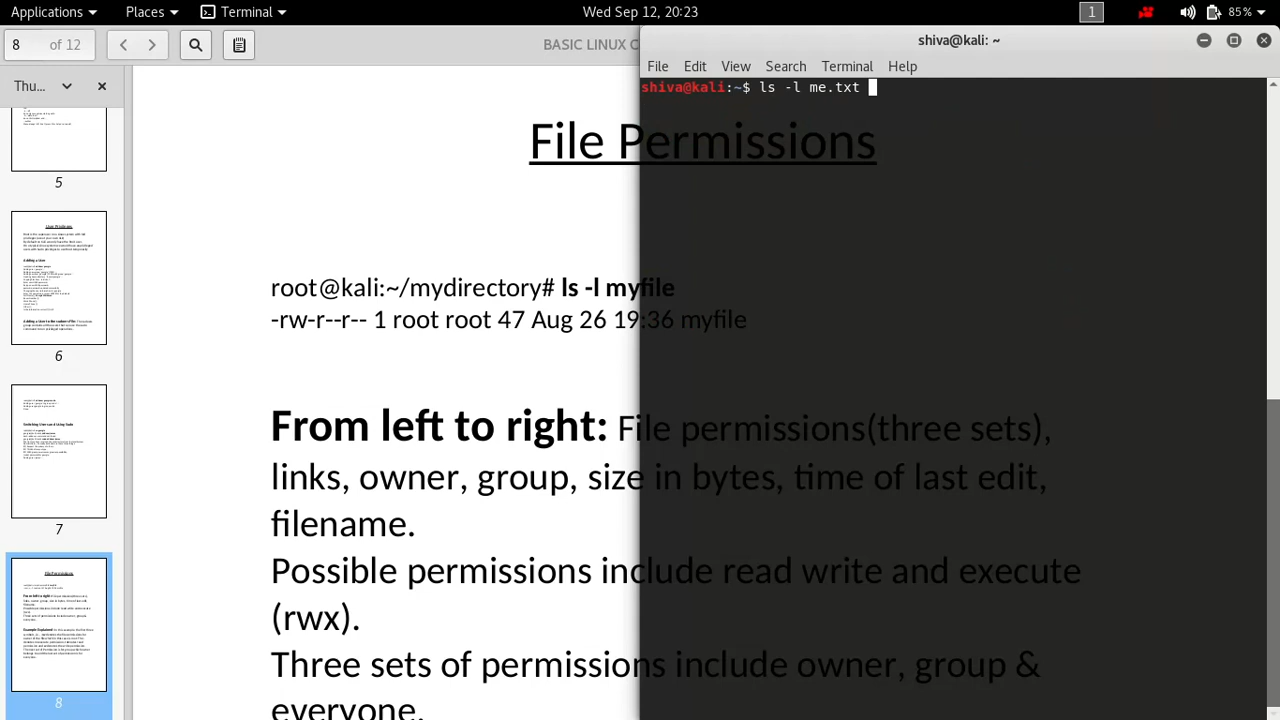 Applications Places Terminal Wed Sep 12, 20:23 1 85%
8 of 12 BASIC LINUX C
shiva@kali: ~
File Edit View Search Terminal Help
shiva@kali:~$ ls -l me.txt
Thu...
5
6
7
8
File Permissions
root@kali:~/mydirectory# ls -l myfile
-rw-r--r-- 1 root root 47 Aug 26 19:36 myfile
From left to right: File permissions(three sets),
links, owner, group, size in bytes, time of last edit,
filename.
Possible permissions include read write and execute
(rwx).
Three sets of permissions include owner, group &
everyone.